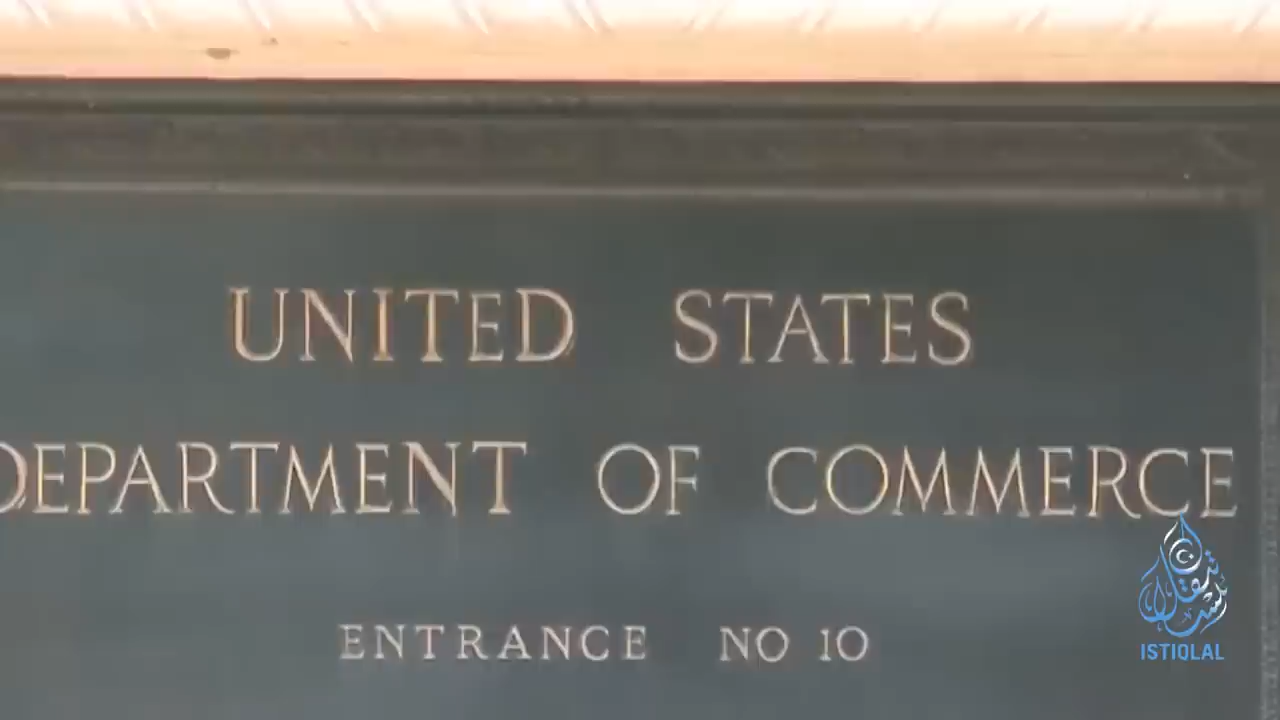 UNITED STATES
DEPARTMENT OF COMMERCE
ENTRANCE NO 10
ISTIQLAL